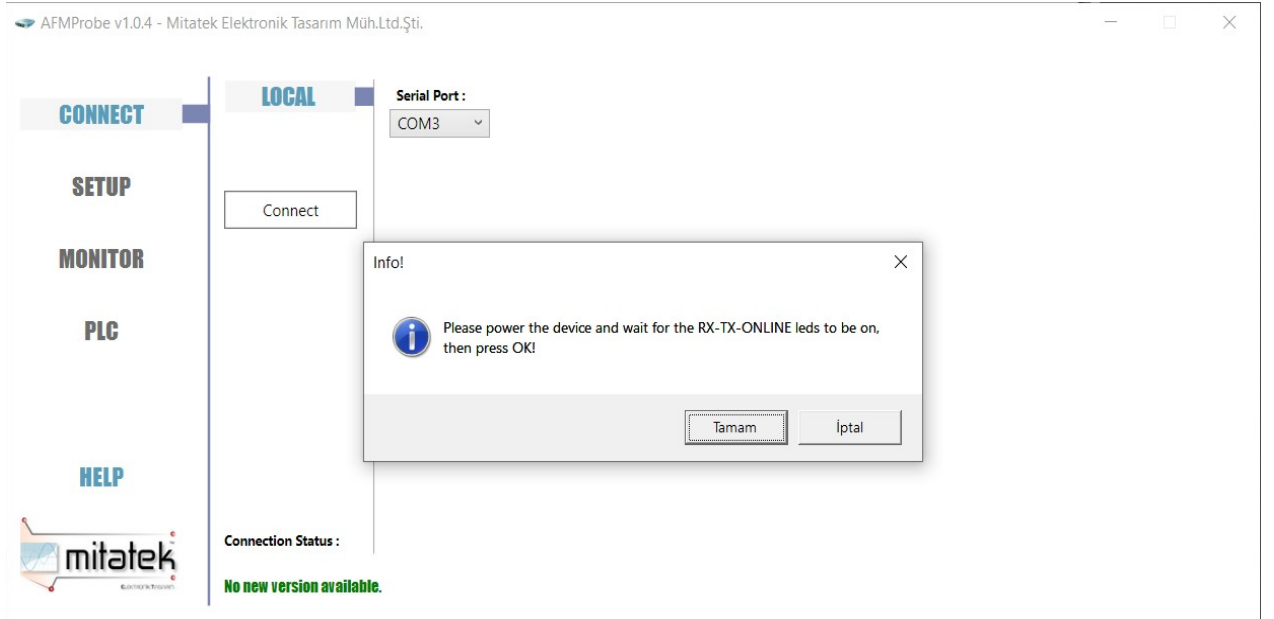 AFMProbe v1.0.4 - Mitatek Elektronik Tasarım Müh.Ltd.Şti.
CONNECT
SETUP
MONITOR
PLC
HELP
mitatek
LOCAL
Connect
Connection Status :
No new version available.
Serial Port :
COM3
Info!
Please power the device and wait for the RX-TX-ONLINE leds to be on,
then press OK!
Tamam
İptal